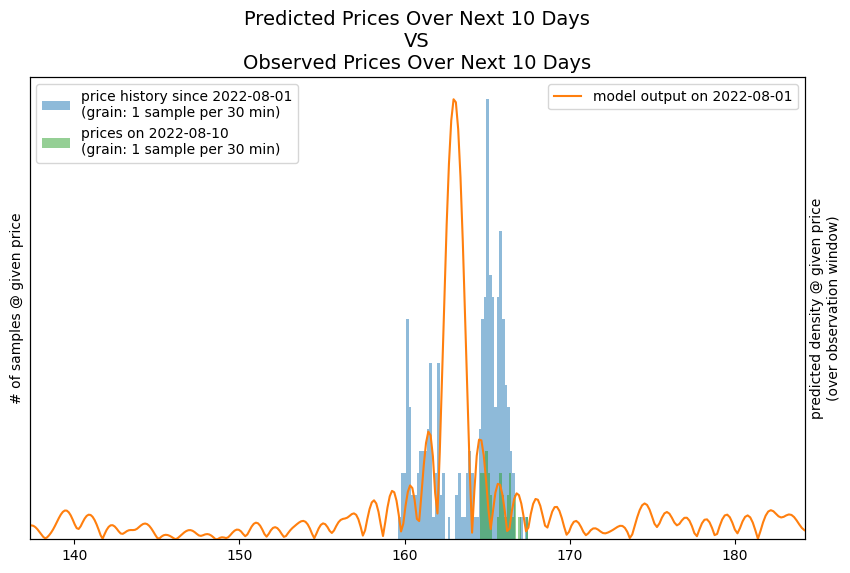 Predicted Prices Over Next 10 Days
VS
Observed Prices Over Next 10 Days
price history since 2022-08-01
(grain: 1 sample per 30 min)
prices on 2022-08-10
(grain: 1 sample per 30 min)
model output on 2022-08-01
# of samples @ given price
predicted density @ given price
(over observation window)
140
150
160
170
180